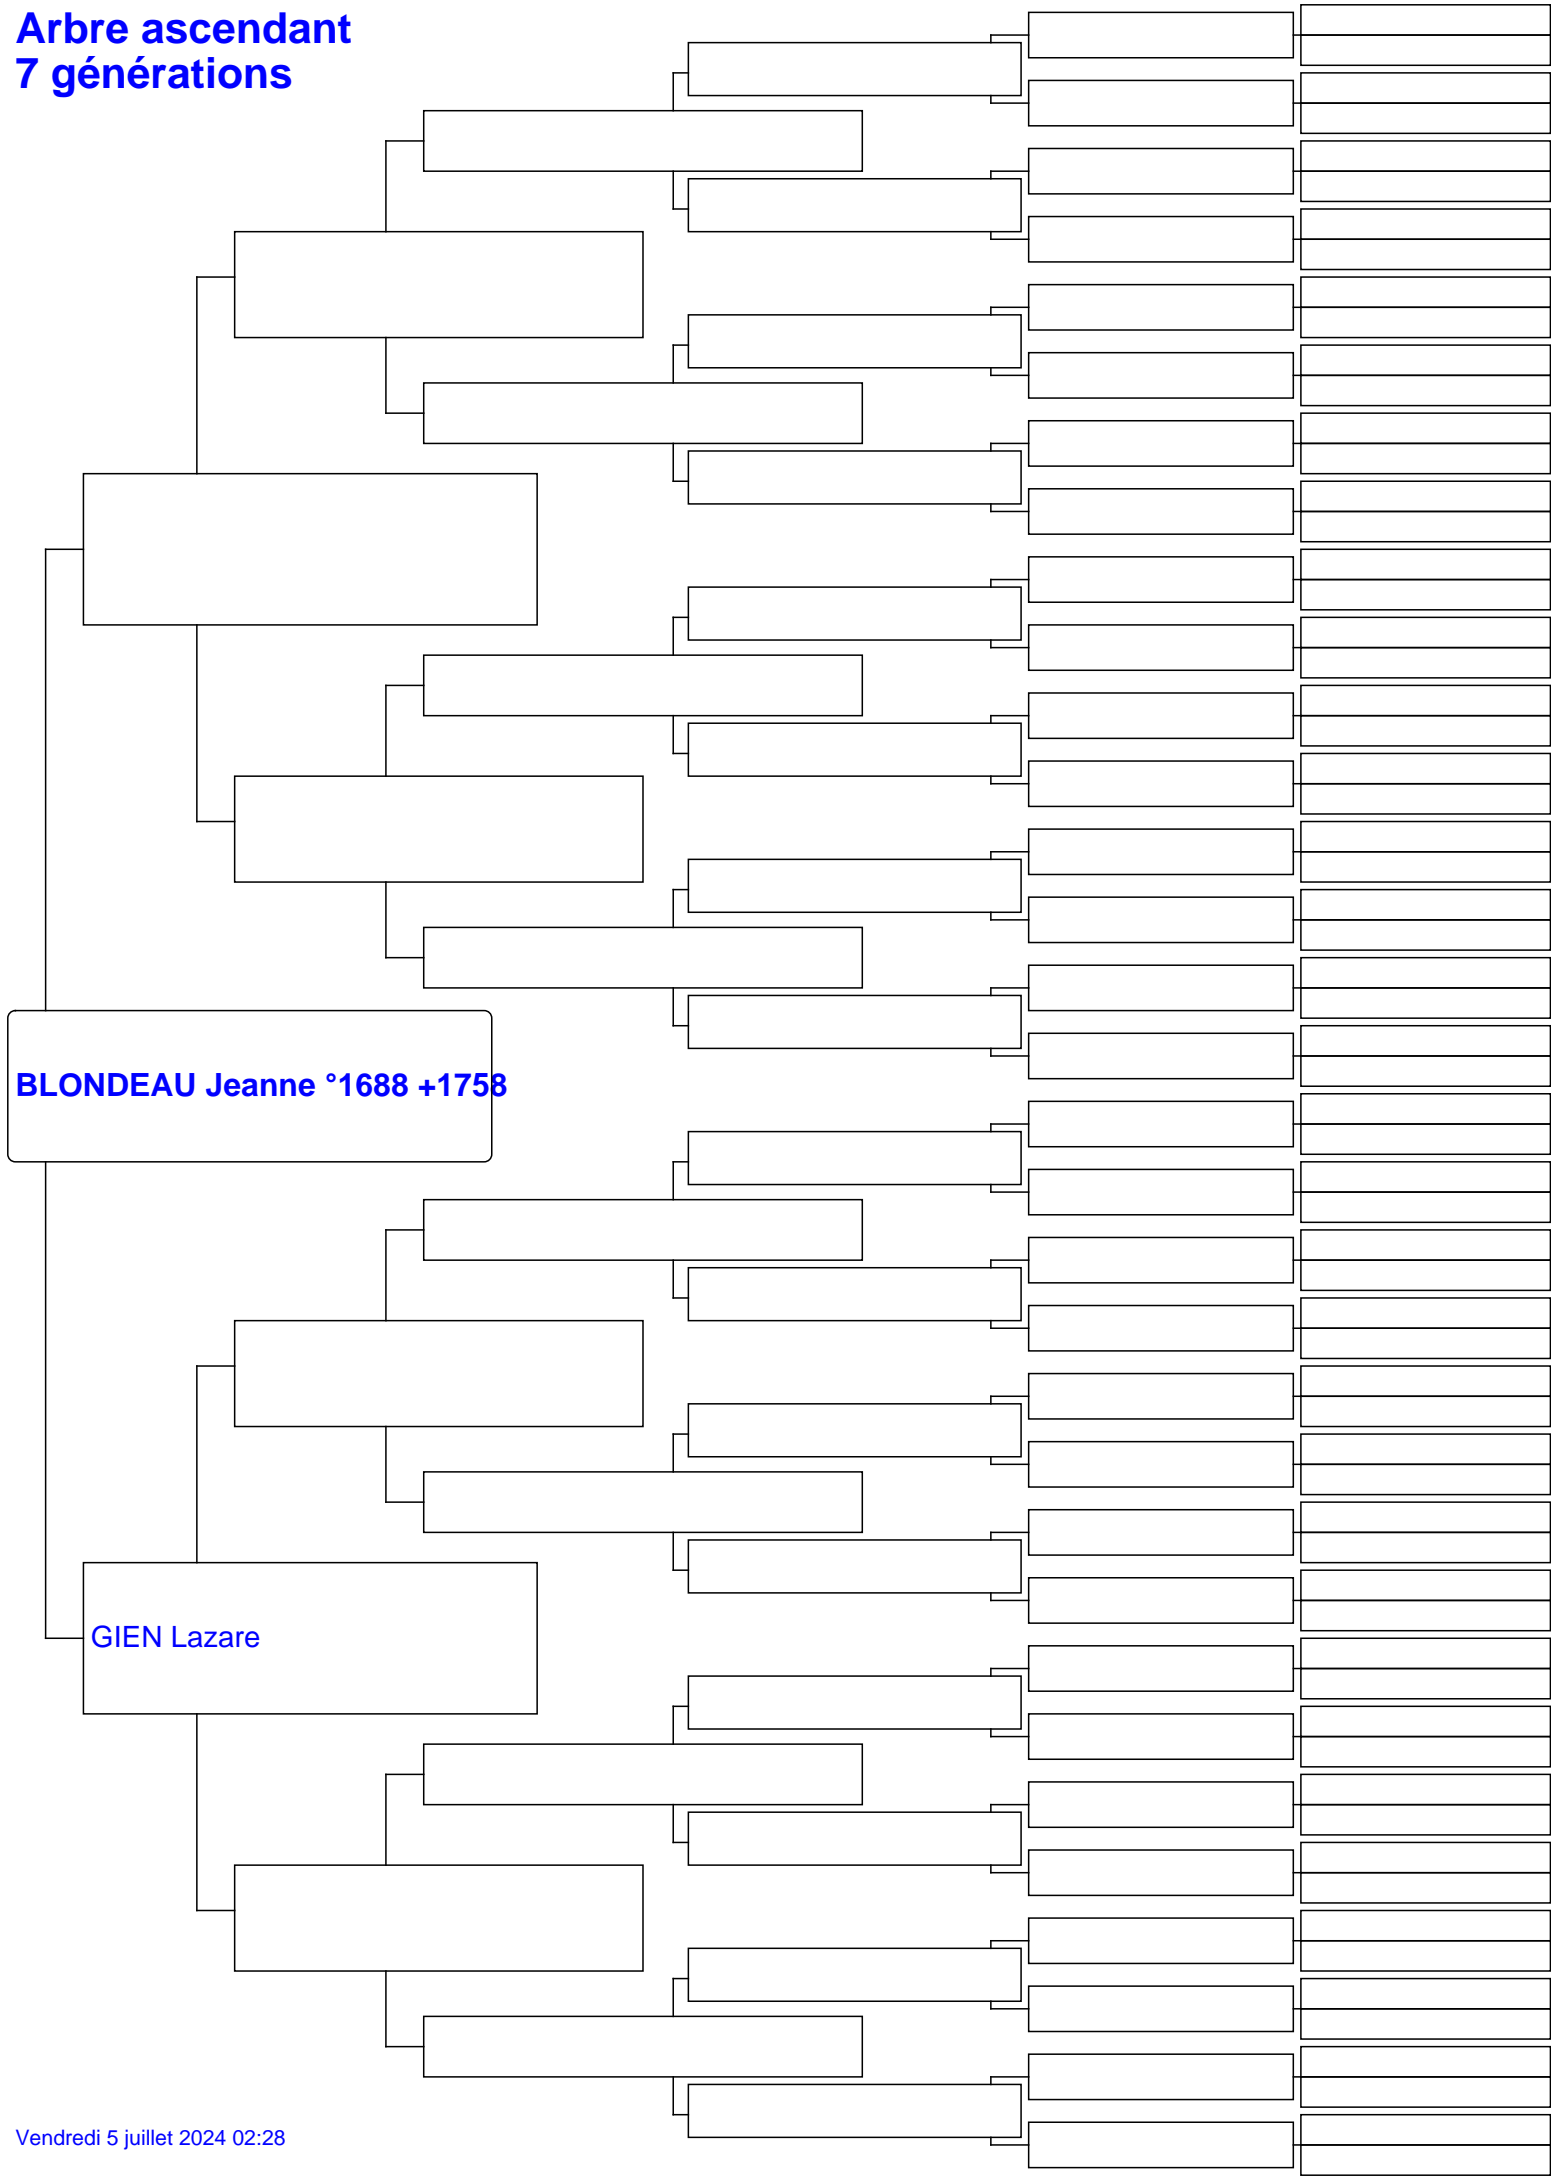 Arbre ascendant
7 générations
BLONDEAU Jeanne °1688 +1758
GIEN Lazare
Vendredi 5 juillet 2024 02:28